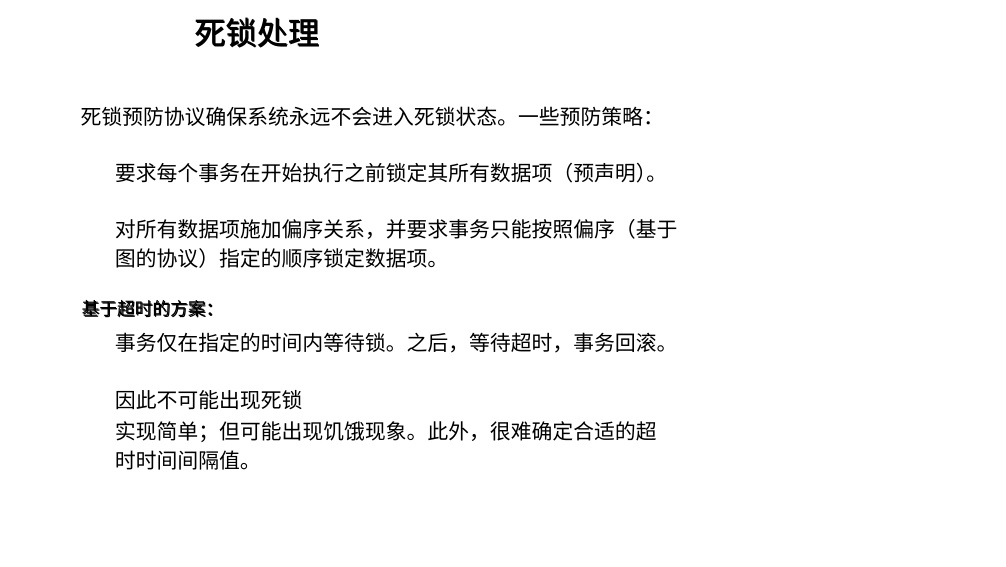 死锁处理
死锁预防协议确保系统永远不会进入死锁状态。一些预防策略：
要求每个事务在开始执行之前锁定其所有数据项（预声明）。
对所有数据项施加偏序关系，并要求事务只能按照偏序（基于
图的协议）指定的顺序锁定数据项。
基于超时的方案：
事务仅在指定的时间内等待锁。之后，等待超时，事务回滚。
因此不可能出现死锁
实现简单；但可能出现饥饿现象。此外，很难确定合适的超
时时间间隔值。